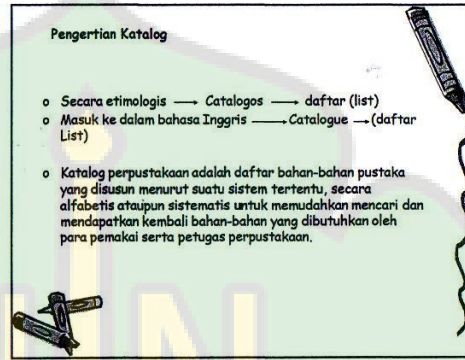 Pengertian Katalog
o Secara etimologis → Catalogos → daftar (list)
o Masuk ke dalam bahasa Inggris → Catalogue → (daftar
List)
o Katalog perpustakaan adalah daftar bahan-bahan pustaka
yang disusun menurut suatu sistem tertentu, secara
alfabetis ataupun sistematis untuk memudahkan mencari dan
mendapatkan kembali bahan-bahan yang dibutuhkan oleh
para pemakai serta petugas perpustakaan.